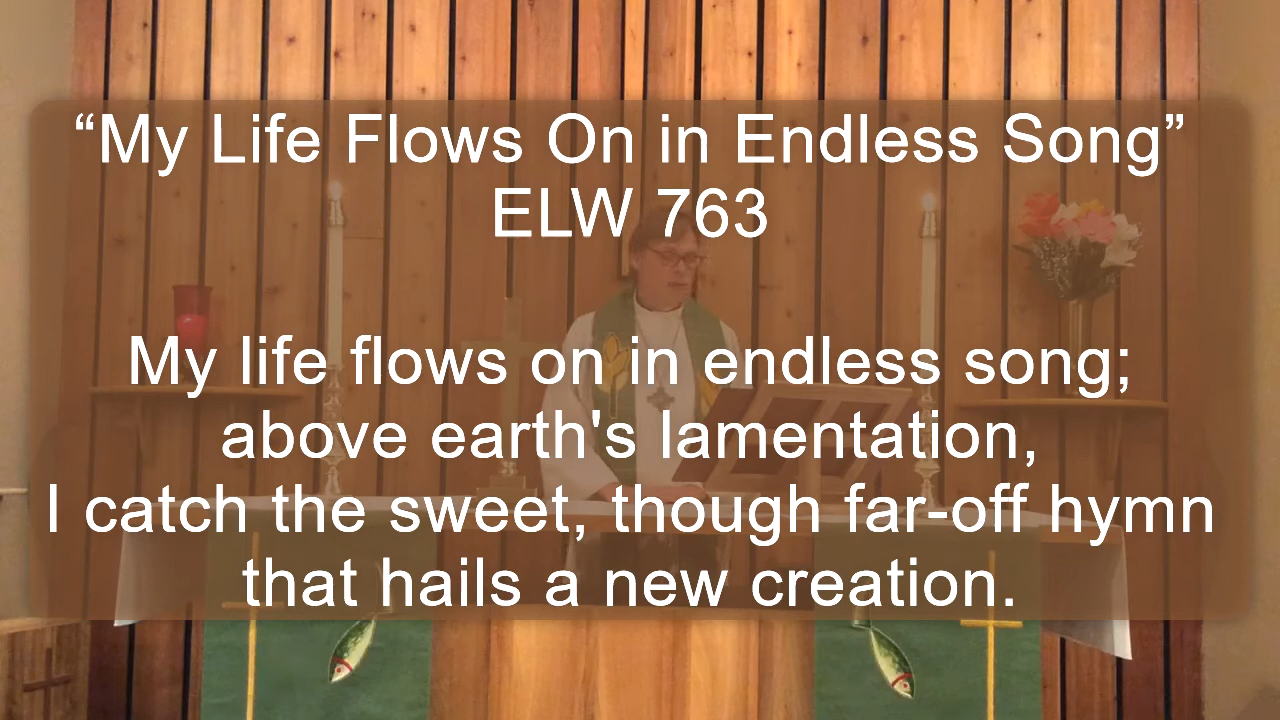 “My Life Flows On in Endless Song”
ELW 763
My life flows on in endless song;
above earth's lamentation,
I catch the sweet, though far-off hymn
that hails a new creation.